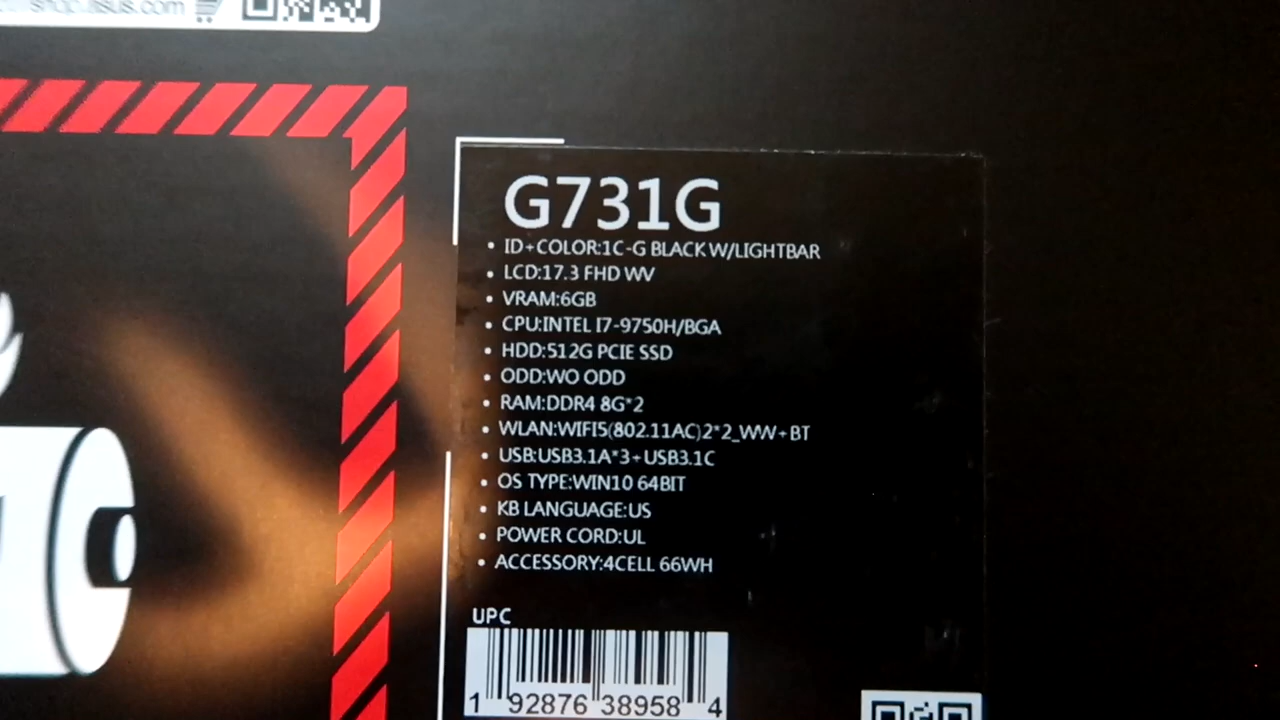 shop.asus.com
G731G
• ID+COLOR:1C-G BLACK W/LIGHTBAR
• LCD:17.3 FHD WV
• VRAM:6GB
• CPU:INTEL I7-9750H/BGA
• HDD:512G PCIE SSD
• ODD:WO ODD
• RAM:DDR4 8G*2
• WLAN:WIFI5(802.11AC)2*2_WW+BT
• USB:USB3.1A*3+USB3.1C
• OS TYPE:WIN10 64BIT
• KB LANGUAGE:US
• POWER CORD:UL
• ACCESSORY:4CELL 66WH
UPC
1 92876 38958 4